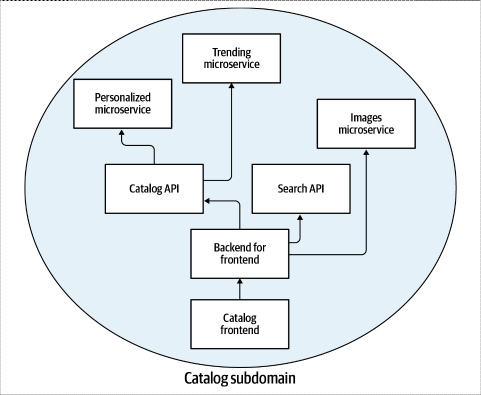 Trending
microservice
Personalized
microservice
Images
microservice
Catalog API
Search API
Backend for
frontend
Catalog
frontend
Catalog subdomain